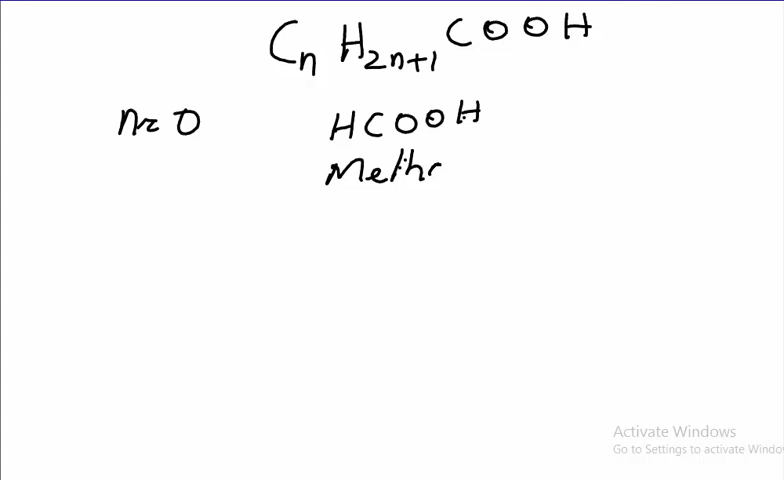 CnH2n+1COOH
n=0 HCOOH
Metha
Activate Windows
Go to Settings to activate Windo